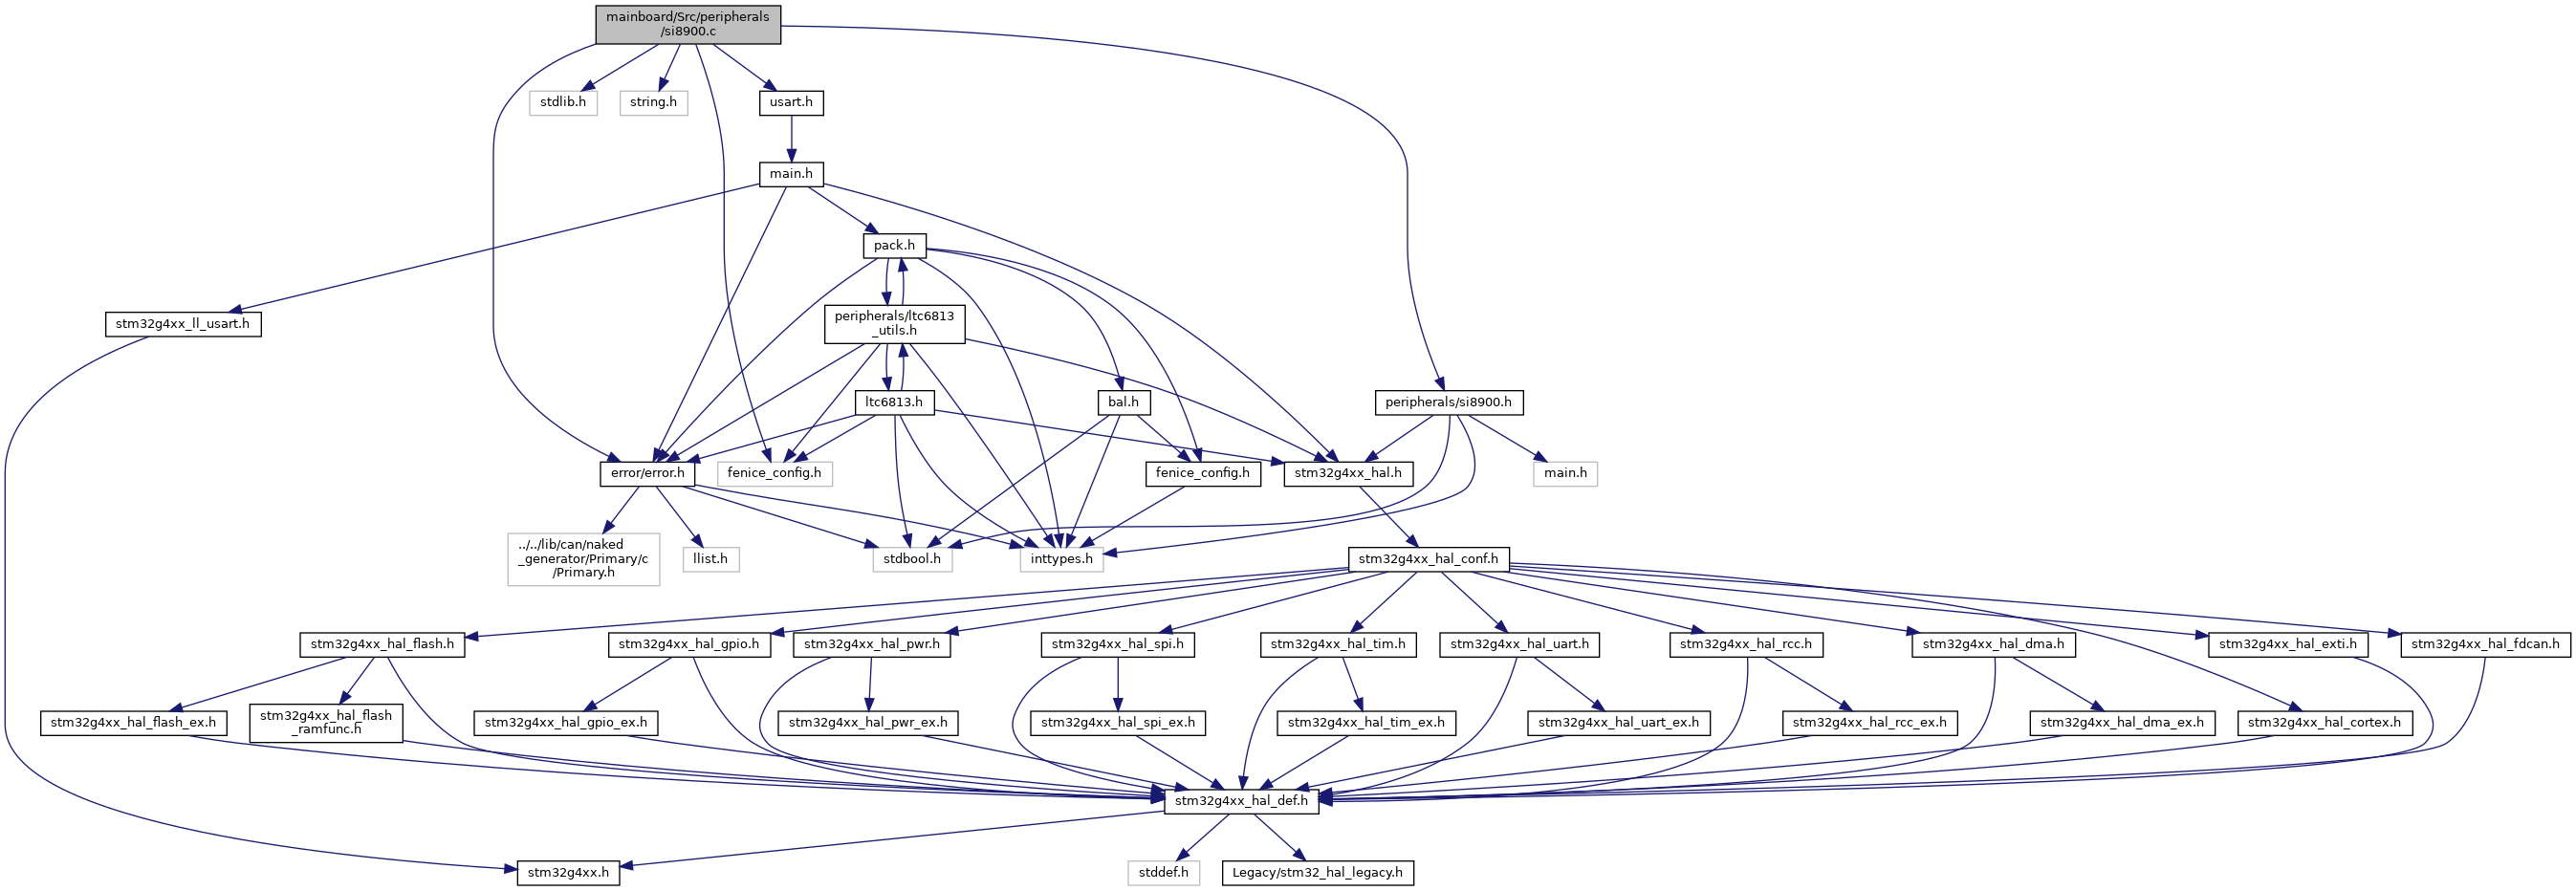 mainboard/Src/peripherals
/si8900.c
stdlib.h
string.h
usart.h
main.h
pack.h
stm32g4xx_ll_usart.h
peripherals/ltc6813
_utils.h
ltc6813.h
bal.h
peripherals/si8900.h
error/error.h
fenice_config.h
fenice_config.h
stm32g4xx_hal.h
main.h
../../lib/can/naked
_generator/Primary/c
/Primary.h
llist.h
stdbool.h
inttypes.h
stm32g4xx_hal_conf.h
stm32g4xx_hal_flash.h
stm32g4xx_hal_gpio.h
stm32g4xx_hal_pwr.h
stm32g4xx_hal_spi.h
stm32g4xx_hal_tim.h
stm32g4xx_hal_uart.h
stm32g4xx_hal_rcc.h
stm32g4xx_hal_dma.h
stm32g4xx_hal_exti.h
stm32g4xx_hal_fdcan.h
stm32g4xx_hal_flash_ex.h
stm32g4xx_hal_flash
_ramfunc.h
stm32g4xx_hal_gpio_ex.h
stm32g4xx_hal_pwr_ex.h
stm32g4xx_hal_spi_ex.h
stm32g4xx_hal_tim_ex.h
stm32g4xx_hal_uart_ex.h
stm32g4xx_hal_rcc_ex.h
stm32g4xx_hal_dma_ex.h
stm32g4xx_hal_cortex.h
stm32g4xx_hal_def.h
stm32g4xx.h
stddef.h
Legacy/stm32_hal_legacy.h